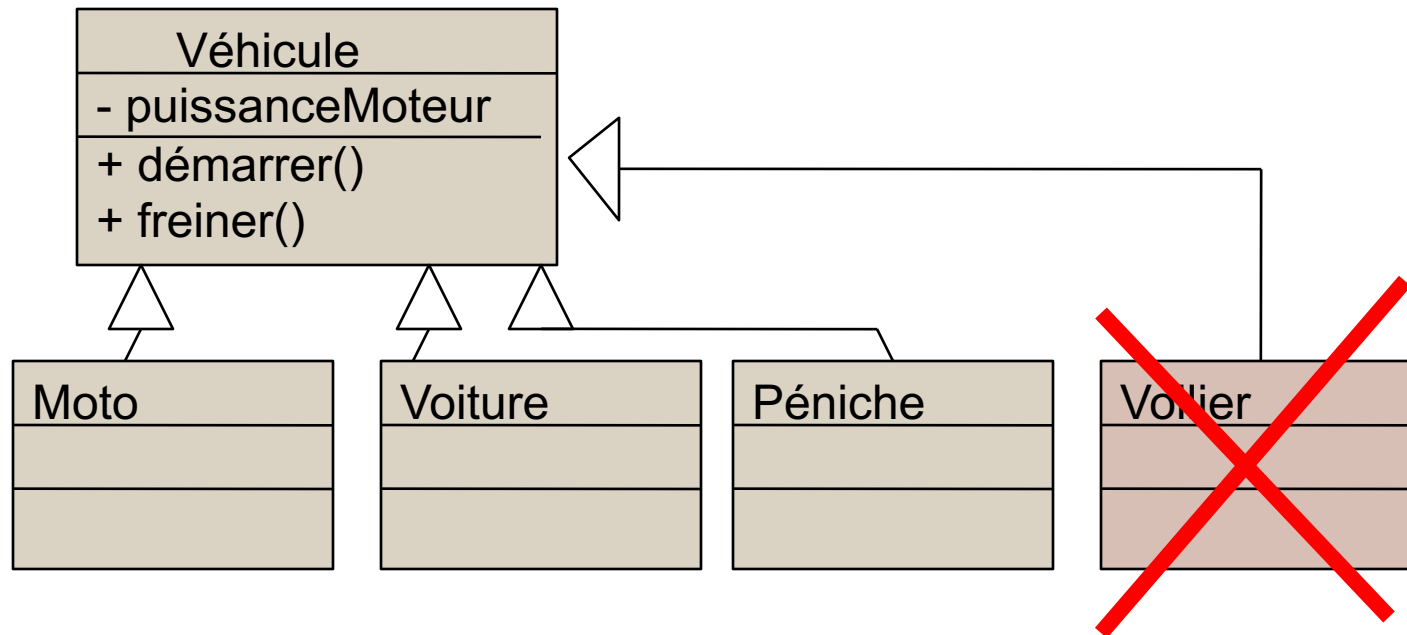 Véhicule
- puissanceMoteur
+ démarrer()
+ freiner()
Moto
Voiture
Péniche
Voilier